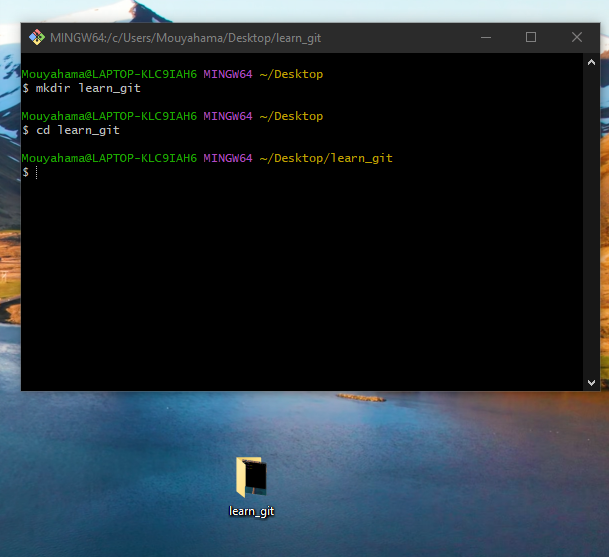 MINGW64:/c/Users/Mouyahama/Desktop/learn_git
Mouyahama@LAPTOP-KLC9IAH6 MINGW64 ~/Desktop
$ mkdir learn_git
Mouyahama@LAPTOP-KLC9IAH6 MINGW64 ~/Desktop
$ cd learn_git
Mouyahama@LAPTOP-KLC9IAH6 MINGW64 ~/Desktop/learn_git
$
learn_git